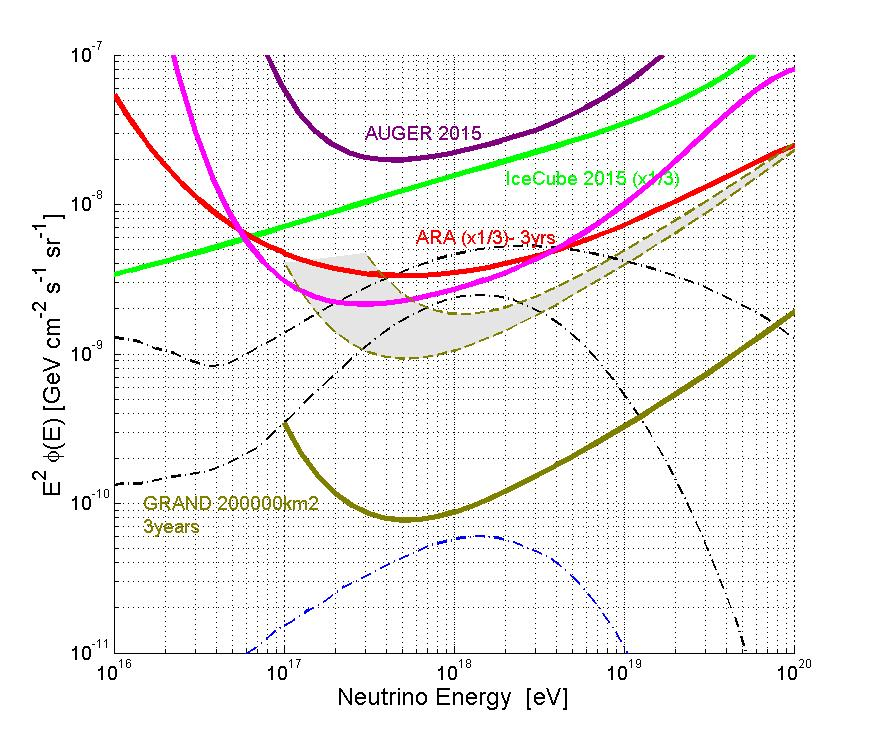 10^-7
10^-8
10^-9
10^-10
10^-11
E^2 ϕ(E) [GeV cm^-2 s^-1 sr^-1]
AUGER 2015
IceCube 2015 (x1/3)
ARA (x1/3)- 3yrs
GRAND 200000km2
3years
10^16 10^17 10^18 10^19 10^20
Neutrino Energy [eV]